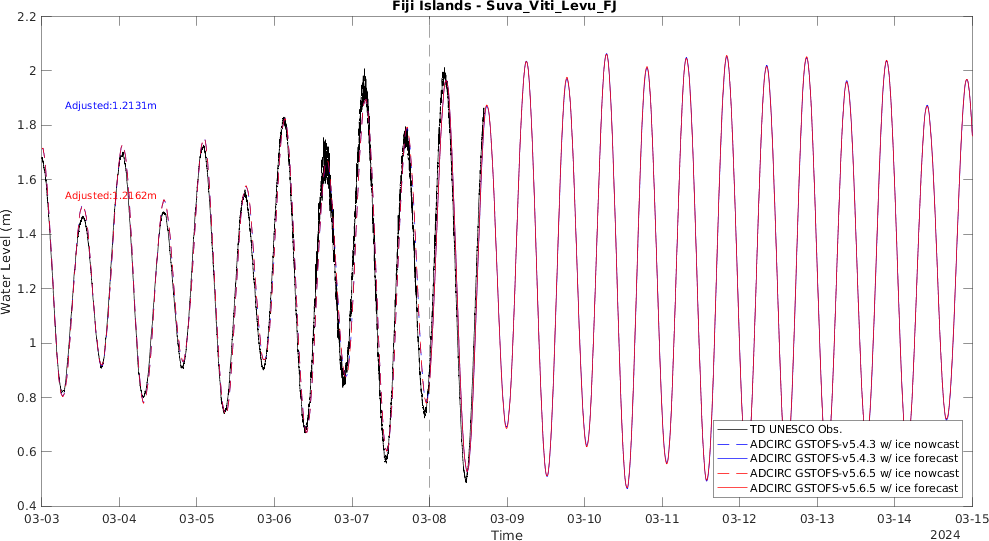 Fiji Islands - Suva_Viti_Levu_FJ
2.2
2
1.8
1.6
1.4
1.2
1
0.8
0.6
0.4
Water Level (m)
Adjusted:1.2131m
Adjusted:1.2162m
TD UNESCO Obs.
ADCIRC GSTOFS-v5.4.3 w/ ice nowcast
ADCIRC GSTOFS-v5.4.3 w/ ice forecast
ADCIRC GSTOFS-v5.6.5 w/ ice nowcast
ADCIRC GSTOFS-v5.6.5 w/ ice forecast
03-03 03-04 03-05 03-06 03-07 03-08 03-09 03-10 03-11 03-12 03-13 03-14 03-15
Time
2024